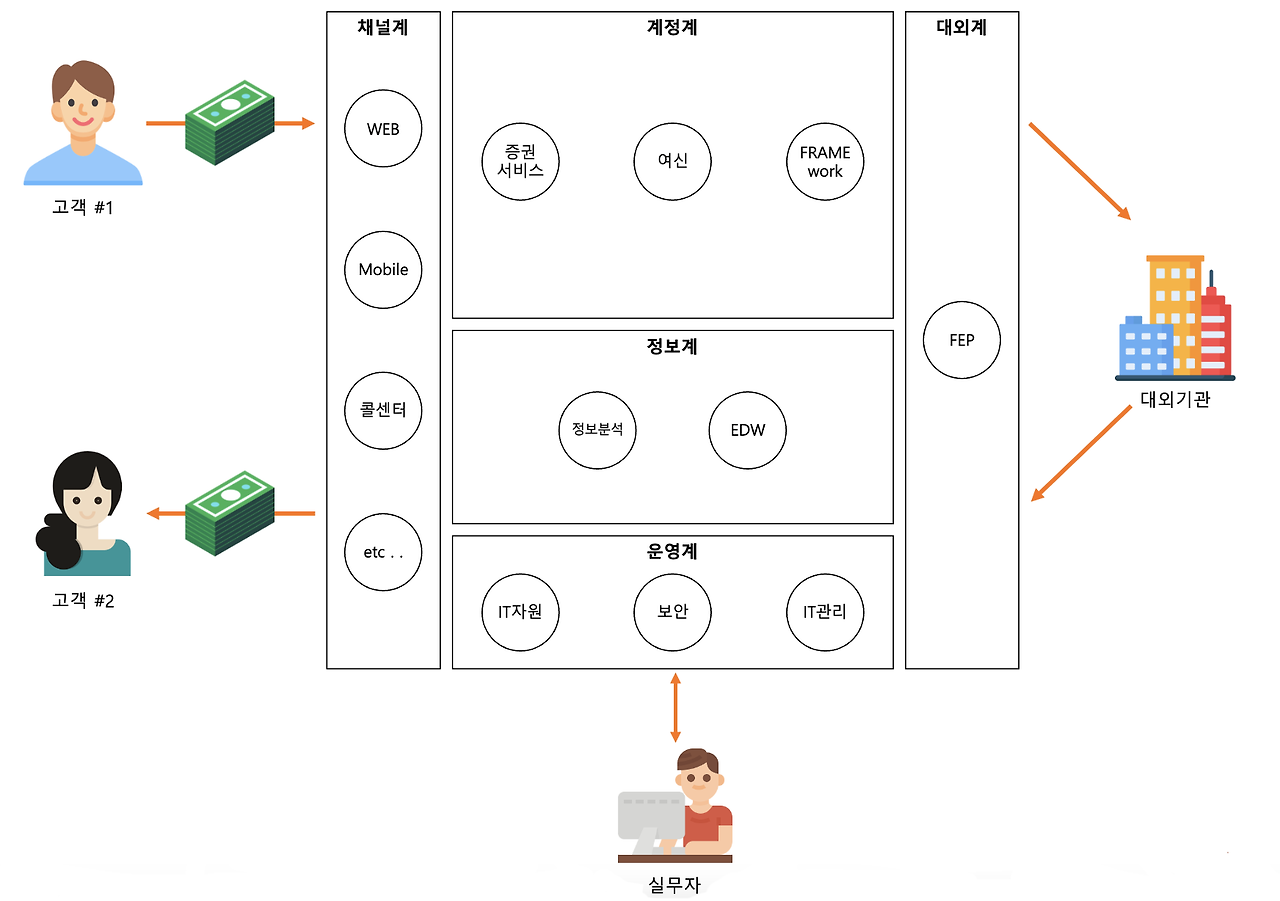 채널계
계정계
대외계
WEB
증권
서비스
여신
FRAME
work
고객 #1
Mobile
FEP
정보계
대외기관
콜센터
정보분석
EDW
etc . .
운영계
고객 #2
IT자원
보안
IT관리
실무자